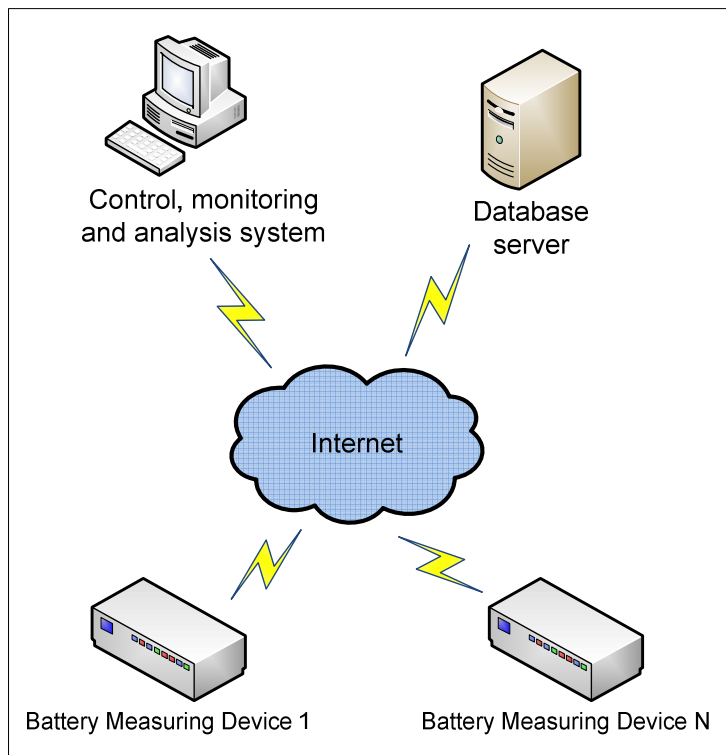 Control, monitoring
and analysis system
Database
server
Internet
Battery Measuring Device 1
Battery Measuring Device N